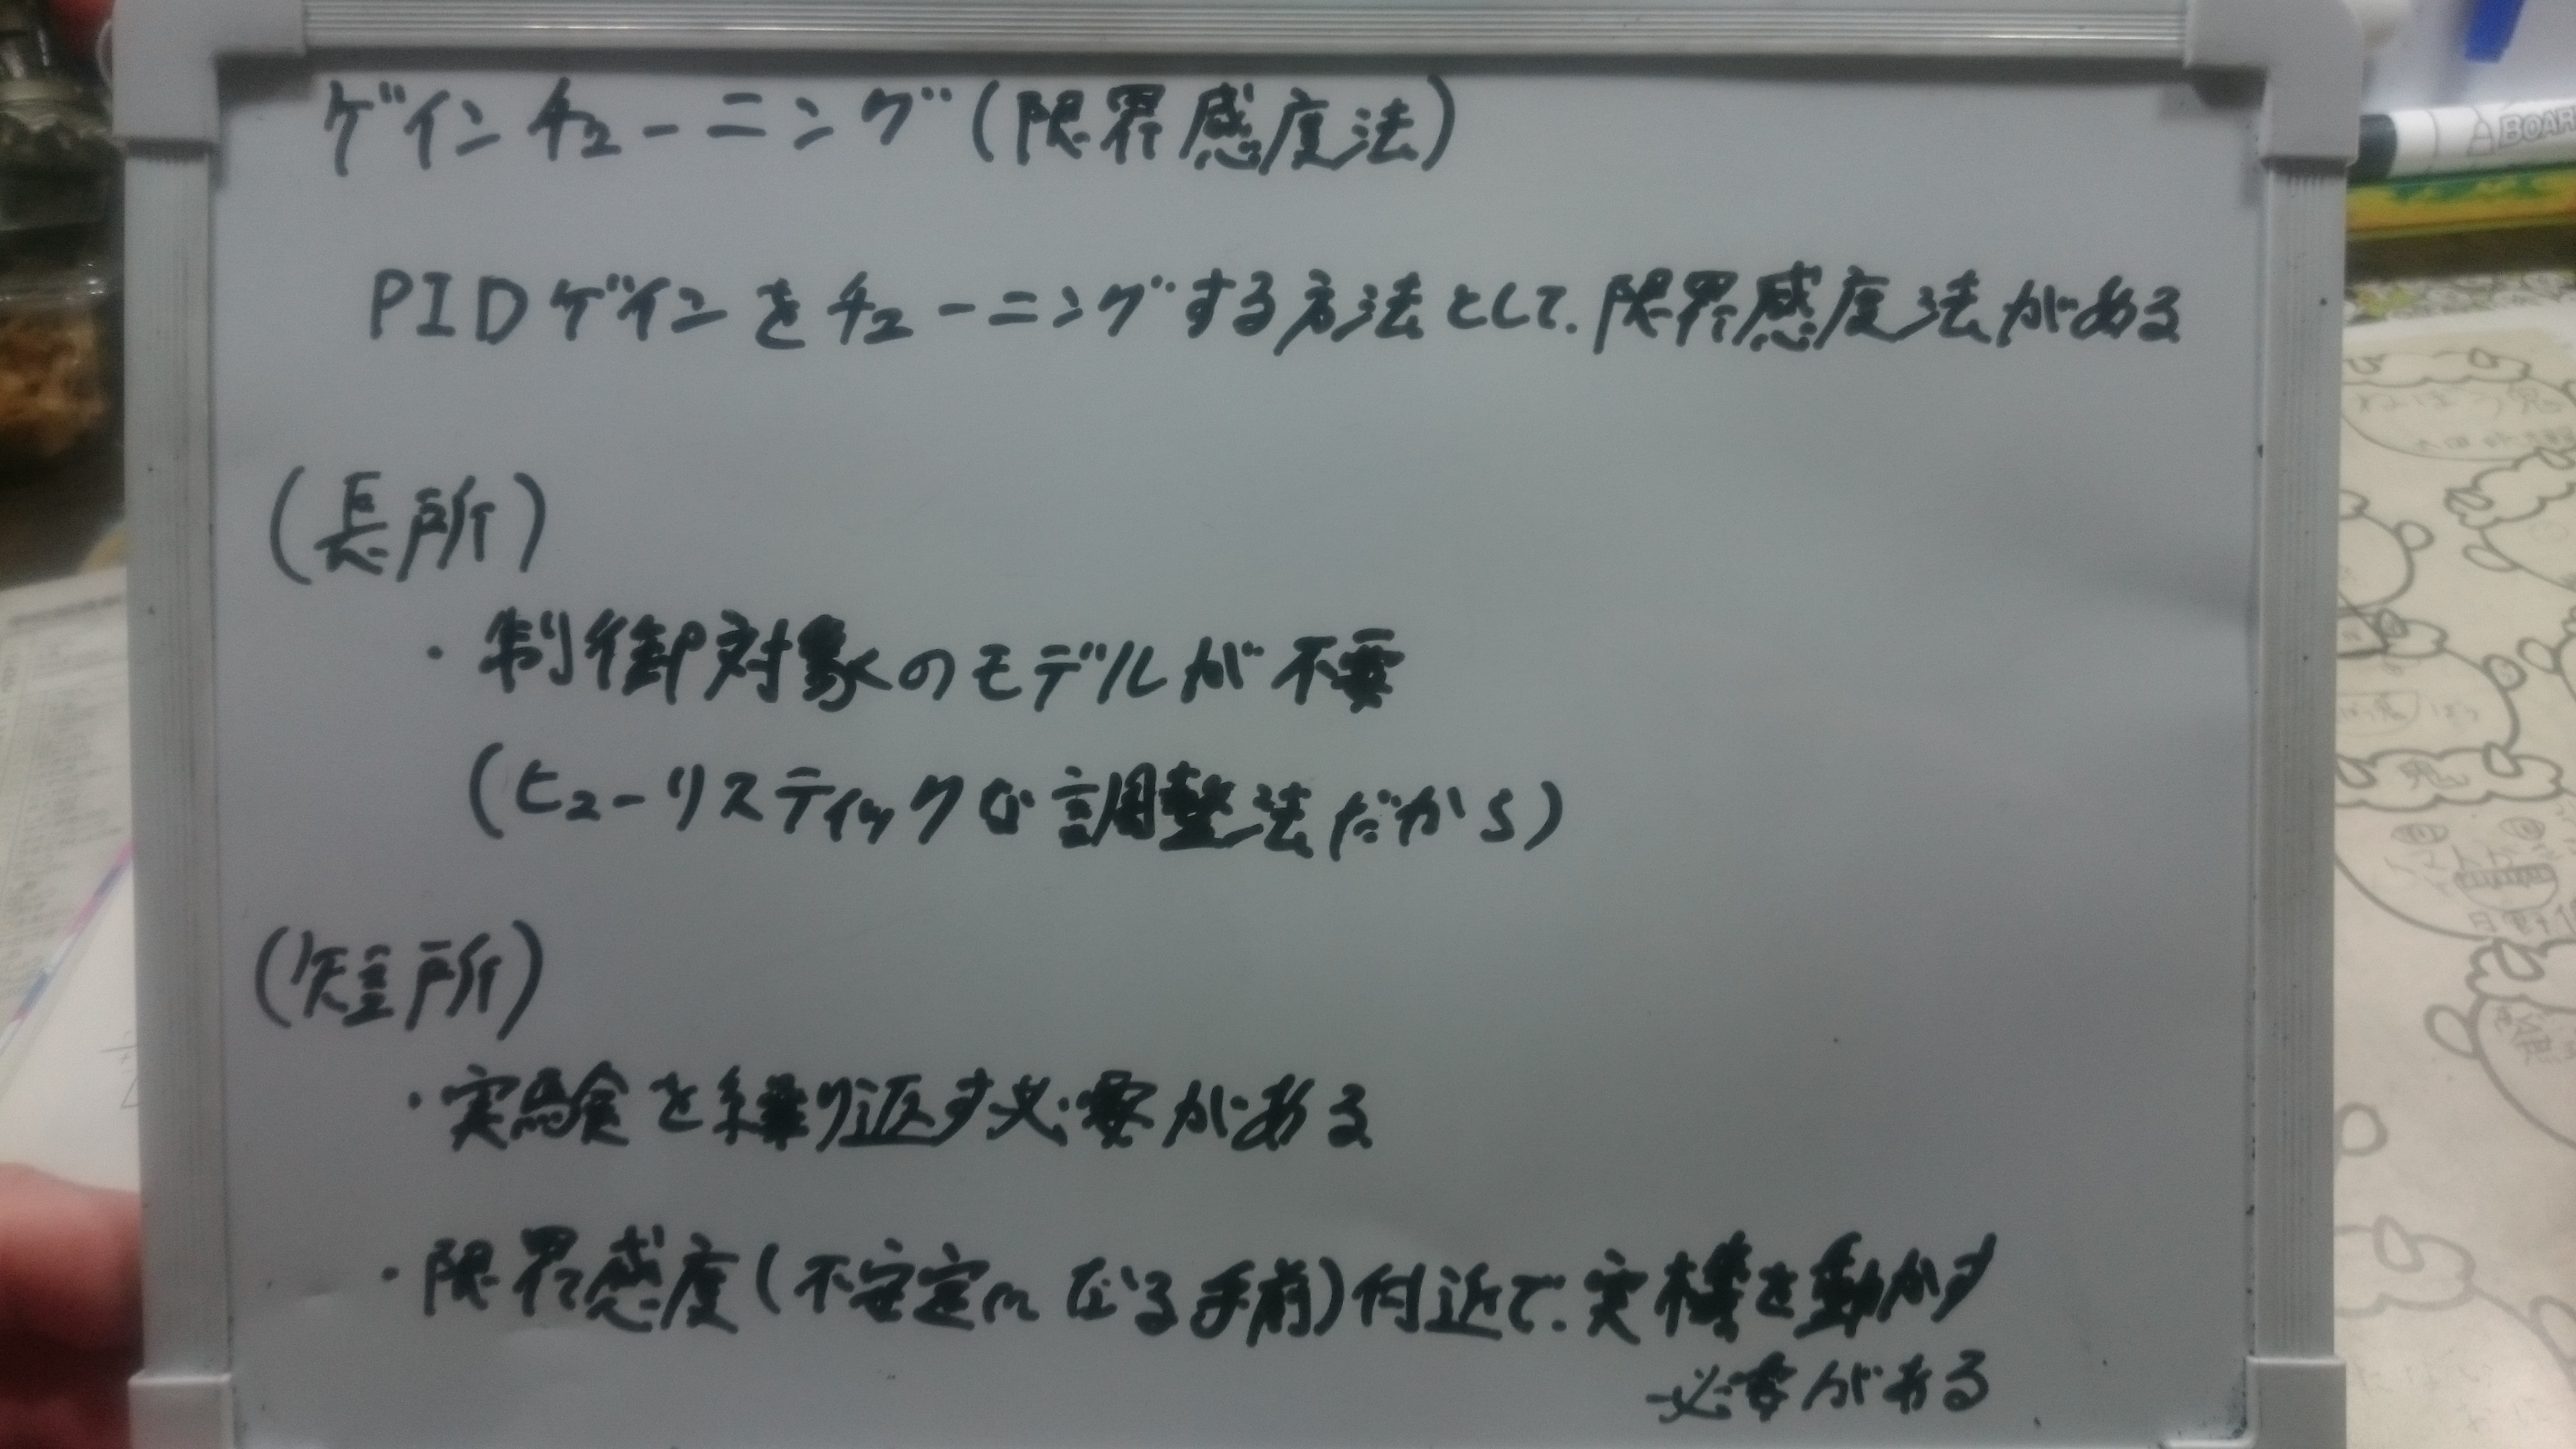 ゲインチューニング(限界感度法)
PIDゲインをチューニングする方法として、限界感度法がある
(長所)
・制御対象のモデルが不要
(ヒューリスティックな調整法だから)
(短所)
・実験を繰り返す必要がある
・限界感度(不安定になる手前)付近で、実機を動かす
必要がある
BOAR